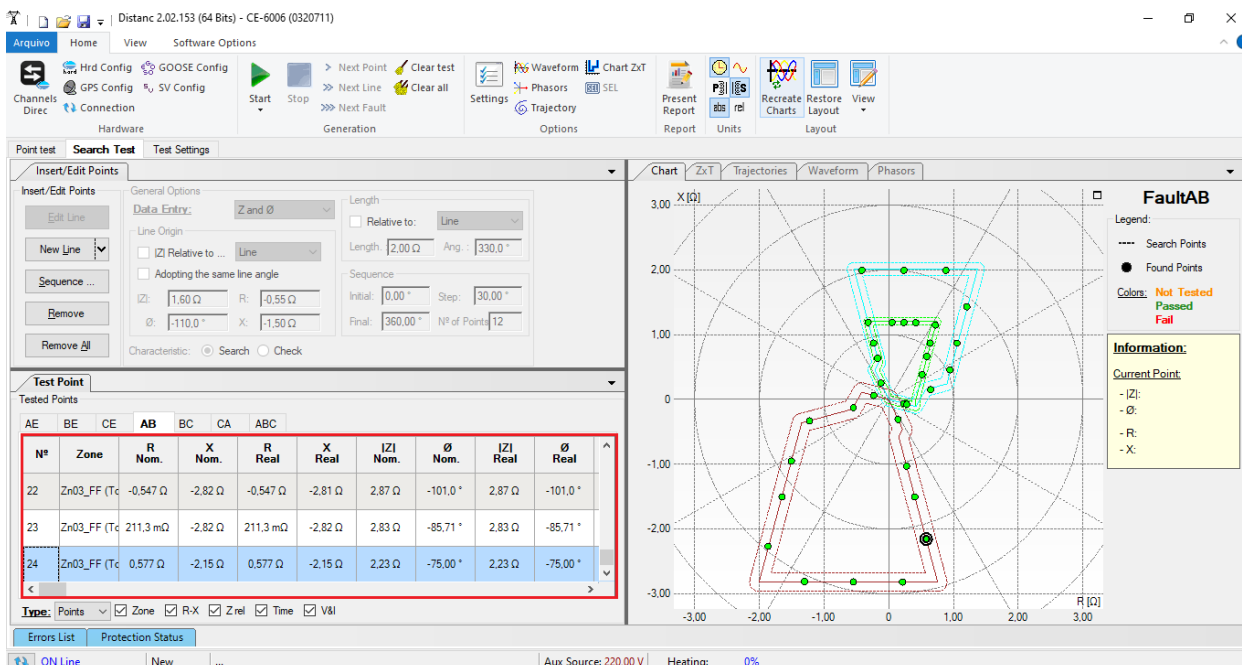 Distanc 2.02.153 (64 Bits) - CE-6006 (0320711)
Arquivo Home View Software Options
Channels Direc
Hrd Config GOOSE Config
GPS Config SV Config
Connection
Hardware
Start Stop
Next Point Clear test
Next Line Clear all
Next Fault
Generation
Settings
Waveform Chart ZxT
Phasors SEL
Trajectory
Options
Present Report
Report
abs rel
Units
Recreate Charts
Restore Layout
View
Layout
Point test Search Test Test Settings
Insert/Edit Points
Insert/Edit Points
Edit Line
New Line
Sequence ...
Remove
Remove All
General Options
Data Entry: Z and Ø
Line Origin
|Z| Relative to ... Line
Adopting the same line angle
|Z|: 1,60 Ω R: -0,55 Ω
Ø: -110,0 ° X: -1,50 Ω
Characteristic: Search Check
Length
Relative to: Line
Length.: 2,00 Ω Ang. : 330,0 °
Sequence
Initial: 0,00 ° Step: 30,00 °
Final: 360,00 ° Nº of Points 12
Test Point
Tested Points
AE BE CE AB BC CA ABC
Nº Zone R Nom. X Nom. R Real X Real |Z| Nom. Ø Nom. |Z| Real Ø Real
22 Zn03_FF (Tc -0,547 Ω -2,82 Ω -0,547 Ω -2,81 Ω 2,87 Ω -101,0 ° 2,87 Ω -101,0 °
23 Zn03_FF (Tc 211,3 mΩ -2,82 Ω 211,3 mΩ -2,82 Ω 2,83 Ω -85,71 ° 2,83 Ω -85,71 °
24 Zn03_FF (Tc 0,577 Ω -2,15 Ω 0,577 Ω -2,15 Ω 2,23 Ω -75,00 ° 2,23 Ω -75,00 °
Type: Points Zone R-X Z rel Time V&I
Errors List Protection Status
ON Line New ... Aux Source: 220.00 V Heating: 0%
Chart ZxT Trajectories Waveform Phasors
X [Ω]
3,00
2,00
1,00
0
-1,00
-2,00
-3,00
-3,00 -2,00 -1,00 0 1,00 2,00 3,00
R [Ω]
FaultAB
Legend:
Search Points
Found Points
Colors: Not Tested
Passed
Fail
Information:
Current Point:
- |Z|:
- Ø:
- R:
- X: